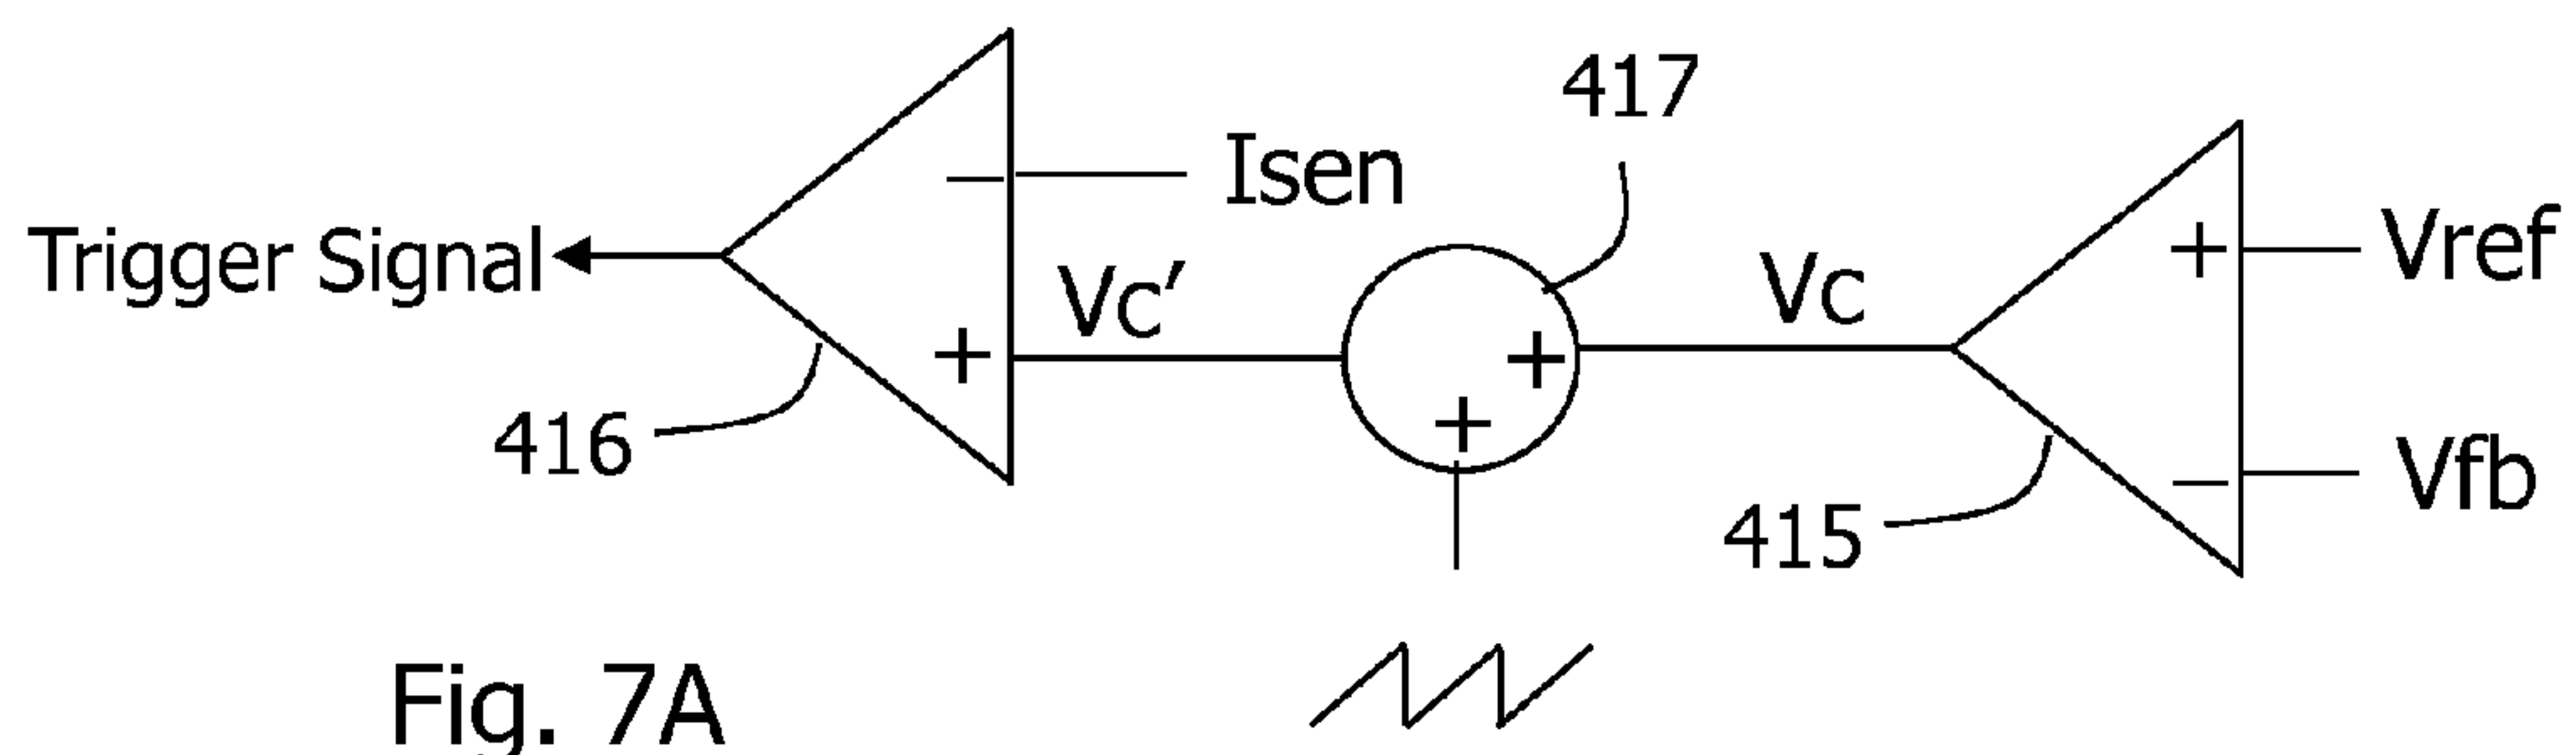 417
Isen
Trigger Signal
Vc'
Vc
Vref
416
415
Vfb
+
−
+
+
+
−
Fig. 7A